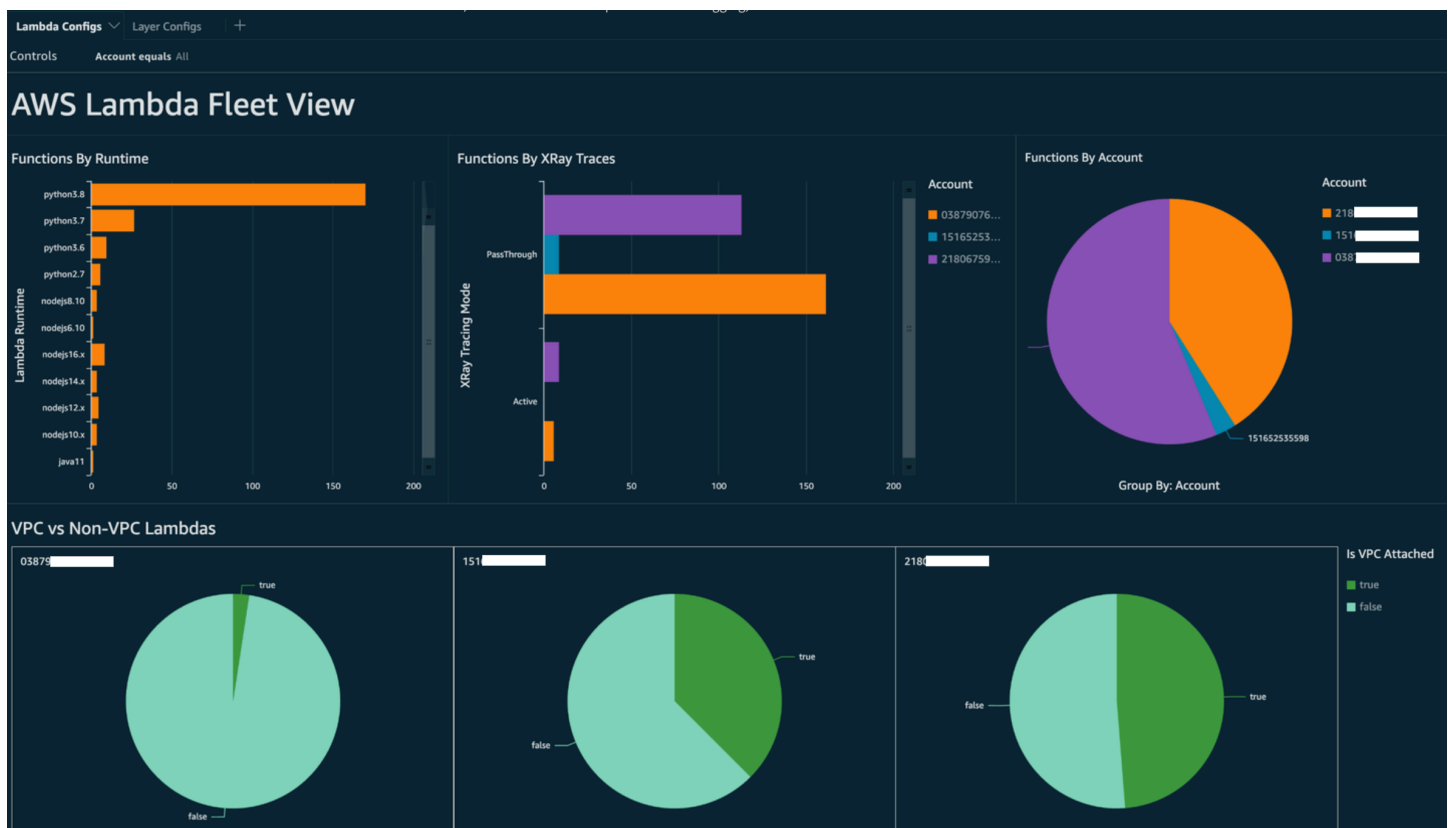 Lambda Configs Layer Configs +
Controls Account equals All
AWS Lambda Fleet View
Functions By Runtime
Lambda Runtime
python3.8
python3.7
python3.6
python2.7
nodejs8.10
nodejs6.10
nodejs16.x
nodejs14.x
nodejs12.x
nodejs10.x
java11
0 50 100 150 200
Functions By XRay Traces
XRay Tracing Mode
PassThrough
Active
0 50 100 150 200
Account
03879076...
15165253...
21806759...
Functions By Account
Account
218
151
038
151652535598
Group By: Account
VPC vs Non-VPC Lambdas
03879
true
false
151
true
false
218
true
false
Is VPC Attached
true
false